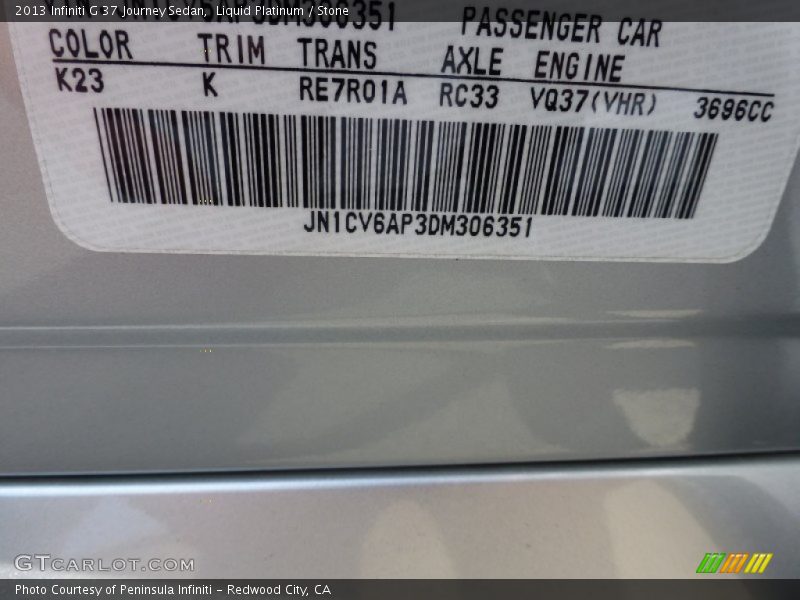 2013 Infiniti G 37 Journey Sedan, Liquid Platinum / Stone
PASSENGER CAR
COLOR TRIM TRANS AXLE ENGINE
K23 K RE7R01A RC33 VQ37(VHR) 3696CC
JN1CV6AP3DM306351
GTCARLOT.COM
Photo Courtesy of Peninsula Infiniti - Redwood City, CA